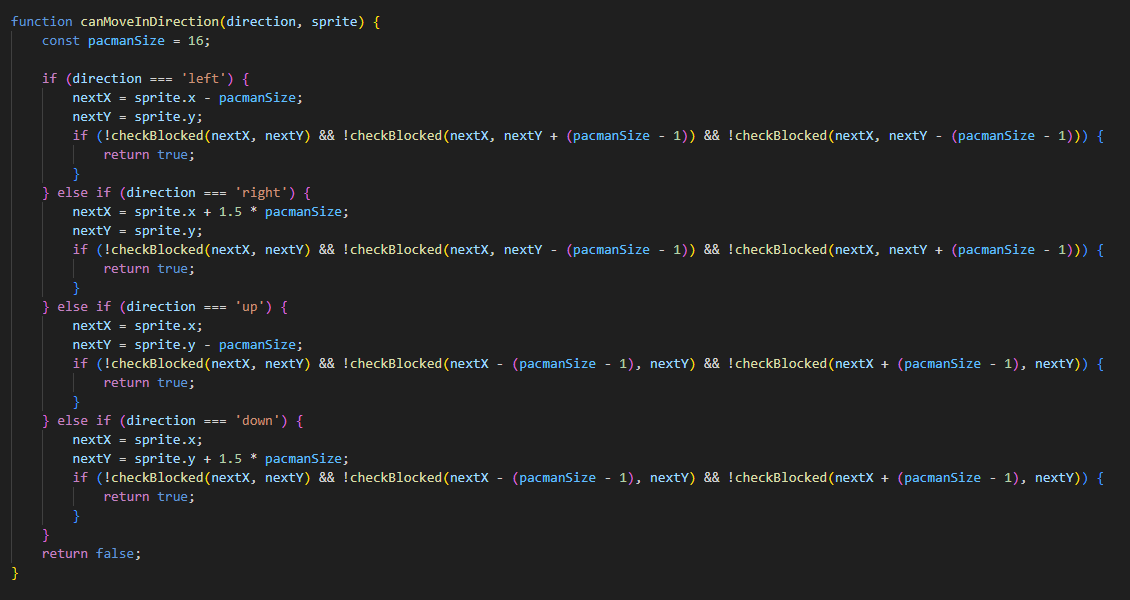 function canMoveInDirection(direction, sprite) {
    const pacmanSize = 16;

    if (direction === 'left') {
        nextX = sprite.x - pacmanSize;
        nextY = sprite.y;
        if (!checkBlocked(nextX, nextY) && !checkBlocked(nextX, nextY + (pacmanSize - 1)) && !checkBlocked(nextX, nextY - (pacmanSize - 1))) {
            return true;
        }
    } else if (direction === 'right') {
        nextX = sprite.x + 1.5 * pacmanSize;
        nextY = sprite.y;
        if (!checkBlocked(nextX, nextY) && !checkBlocked(nextX, nextY - (pacmanSize - 1)) && !checkBlocked(nextX, nextY + (pacmanSize - 1))) {
            return true;
        }
    } else if (direction === 'up') {
        nextX = sprite.x;
        nextY = sprite.y - pacmanSize;
        if (!checkBlocked(nextX, nextY) && !checkBlocked(nextX - (pacmanSize - 1), nextY) && !checkBlocked(nextX + (pacmanSize - 1), nextY)) {
            return true;
        }
    } else if (direction === 'down') {
        nextX = sprite.x;
        nextY = sprite.y + 1.5 * pacmanSize;
        if (!checkBlocked(nextX, nextY) && !checkBlocked(nextX - (pacmanSize - 1), nextY) && !checkBlocked(nextX + (pacmanSize - 1), nextY)) {
            return true;
        }
    }
    return false;
}